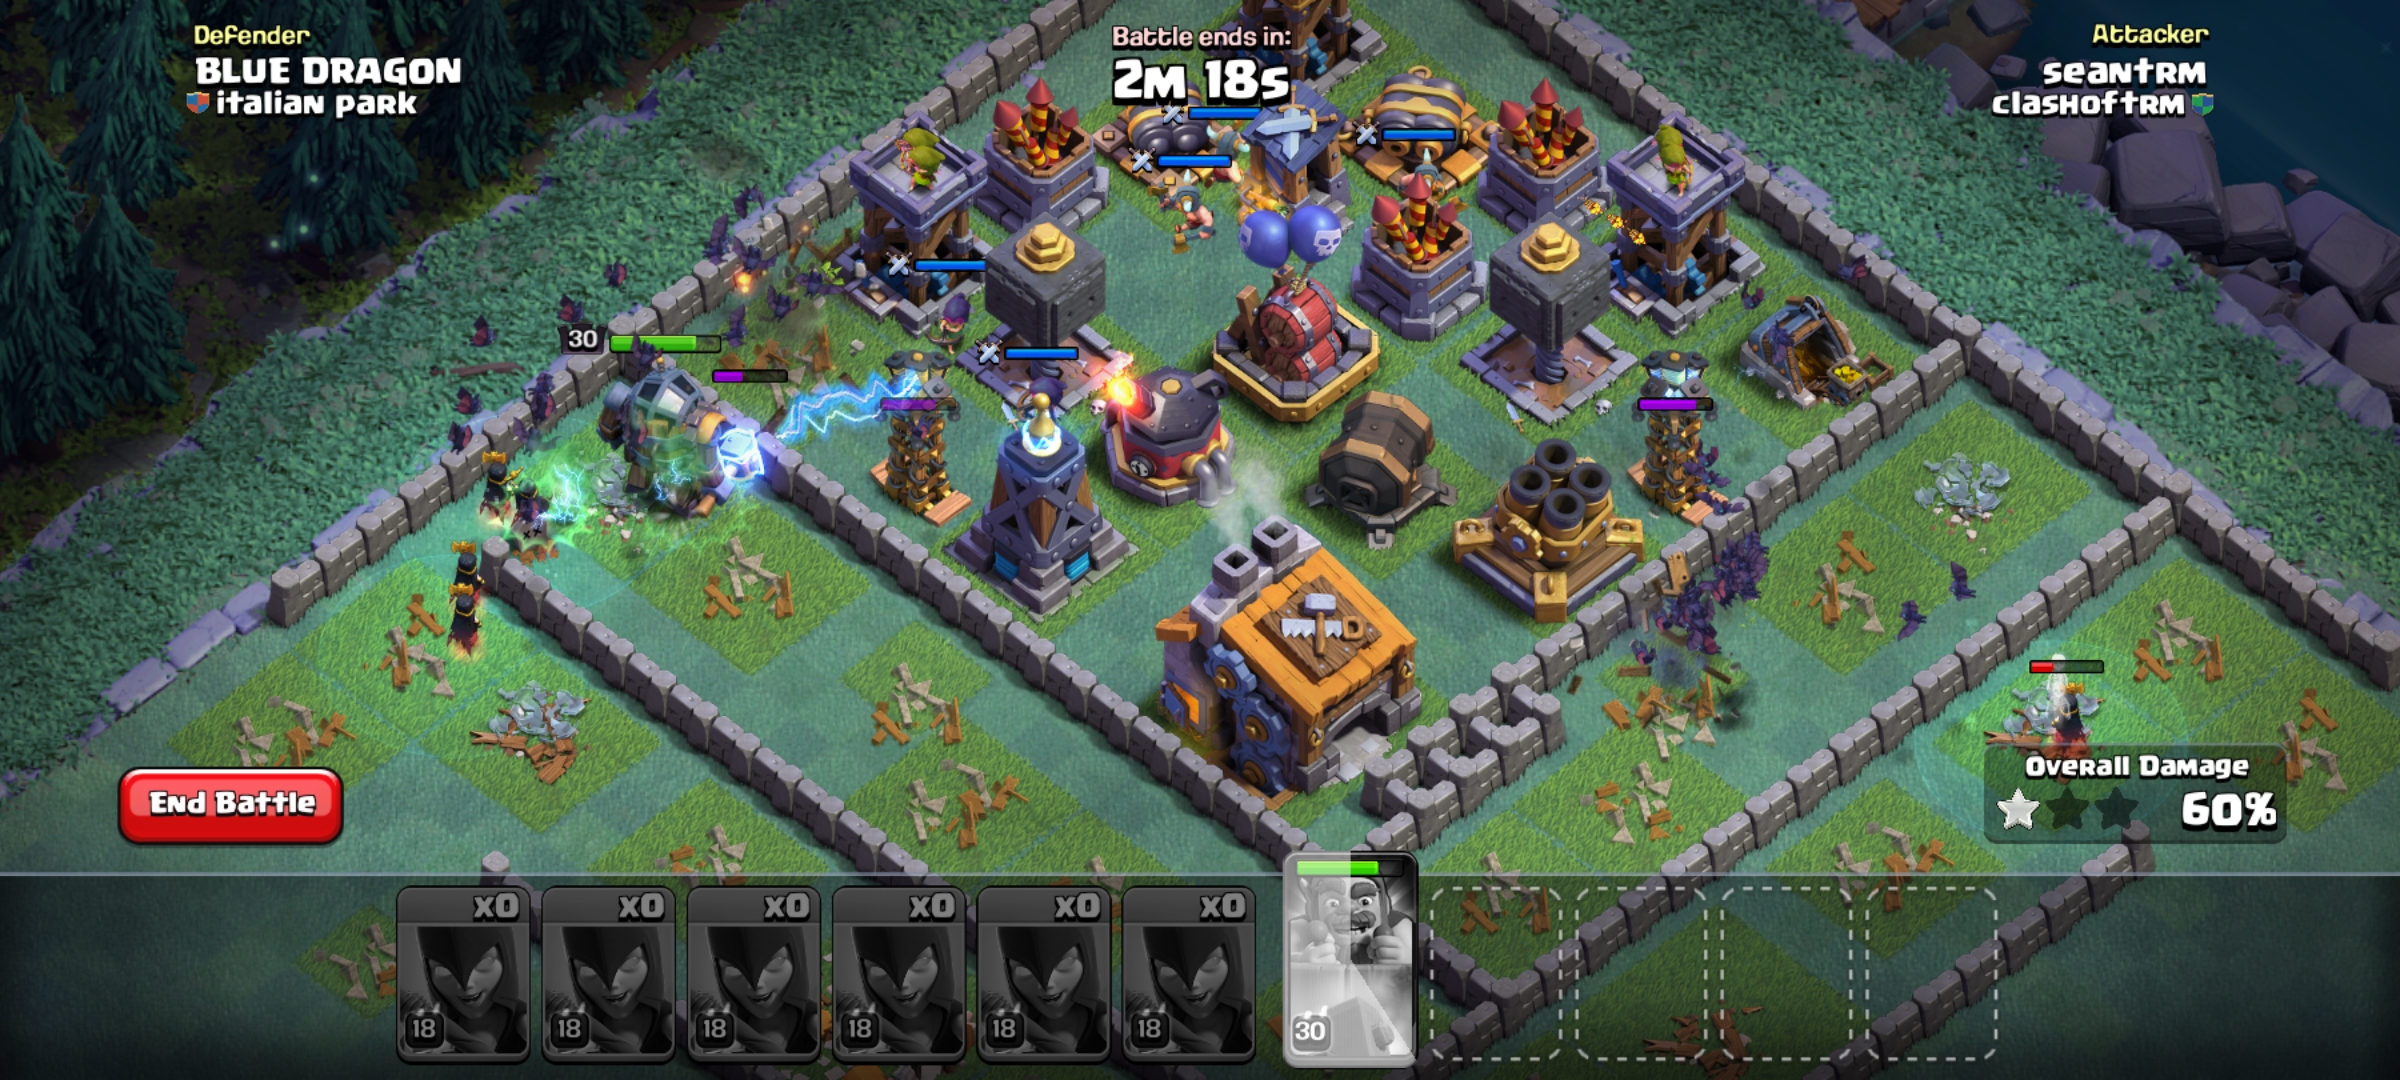 Defender
BLUE DRAGON
italian park
Battle ends in:
2M 18s
Attacker
seantrm
clashoftrm
30
End Battle
Overall Damage
60%
x0
x0
x0
x0
x0
x0
18
18
18
18
18
18
30